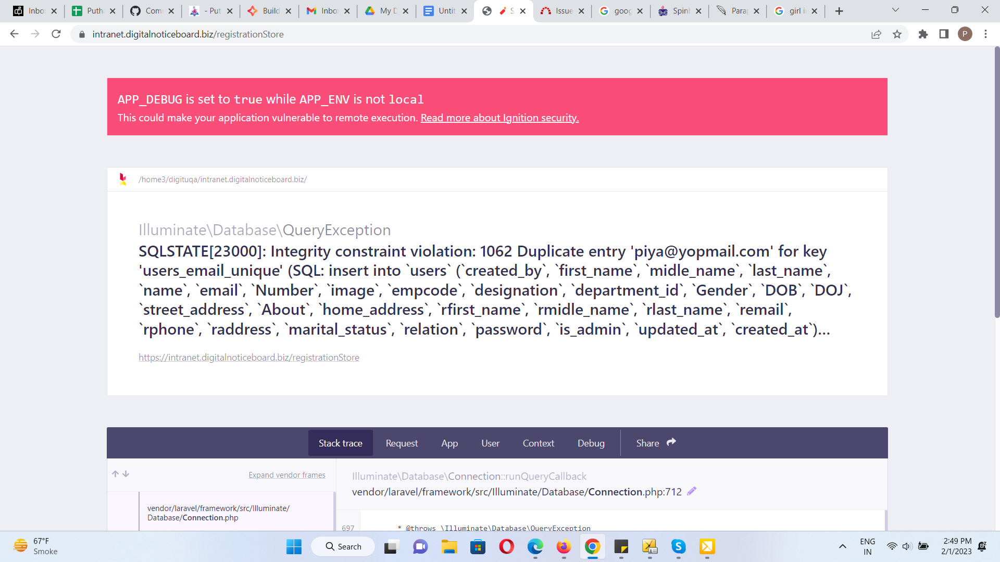 Inbo
Puth
Com
- Put
Build
Inbo
My D
Untit
S
Issue
goog
Spin
Para
girl i
intranet.digitalnoticeboard.biz/registrationStore
P
APP_DEBUG is set to true while APP_ENV is not local
This could make your application vulnerable to remote execution. Read more about Ignition security.
/home3/digituqa/intranet.digitalnoticeboard.biz/
Illuminate\Database\QueryException
SQLSTATE[23000]: Integrity constraint violation: 1062 Duplicate entry 'piya@yopmail.com' for key
'users_email_unique' (SQL: insert into `users` (`created_by`, `first_name`, `midle_name`, `last_name`,
`name`, `email`, `Number`, `image`, `empcode`, `designation`, `department_id`, `Gender`, `DOB`, `DOJ`,
`street_address`, `About`, `home_address`, `rfirst_name`, `rmidle_name`, `rlast_name`, `remail`,
`rphone`, `raddress`, `marital_status`, `relation`, `password`, `is_admin`, `updated_at`, `created_at`)...
https://intranet.digitalnoticeboard.biz/registrationStore
Stack trace
Request
App
User
Context
Debug
Share
Expand vendor frames
Illuminate\Database\Connection::runQueryCallback
vendor/laravel/framework/src/Illuminate/Database/Connection.php:712
vendor/laravel/framework/src/Illuminate/
Database/Connection.php
697 * @throws \Illuminate\Database\QueryException
67°F
Smoke
Search
ENG
IN
2:49 PM
2/1/2023